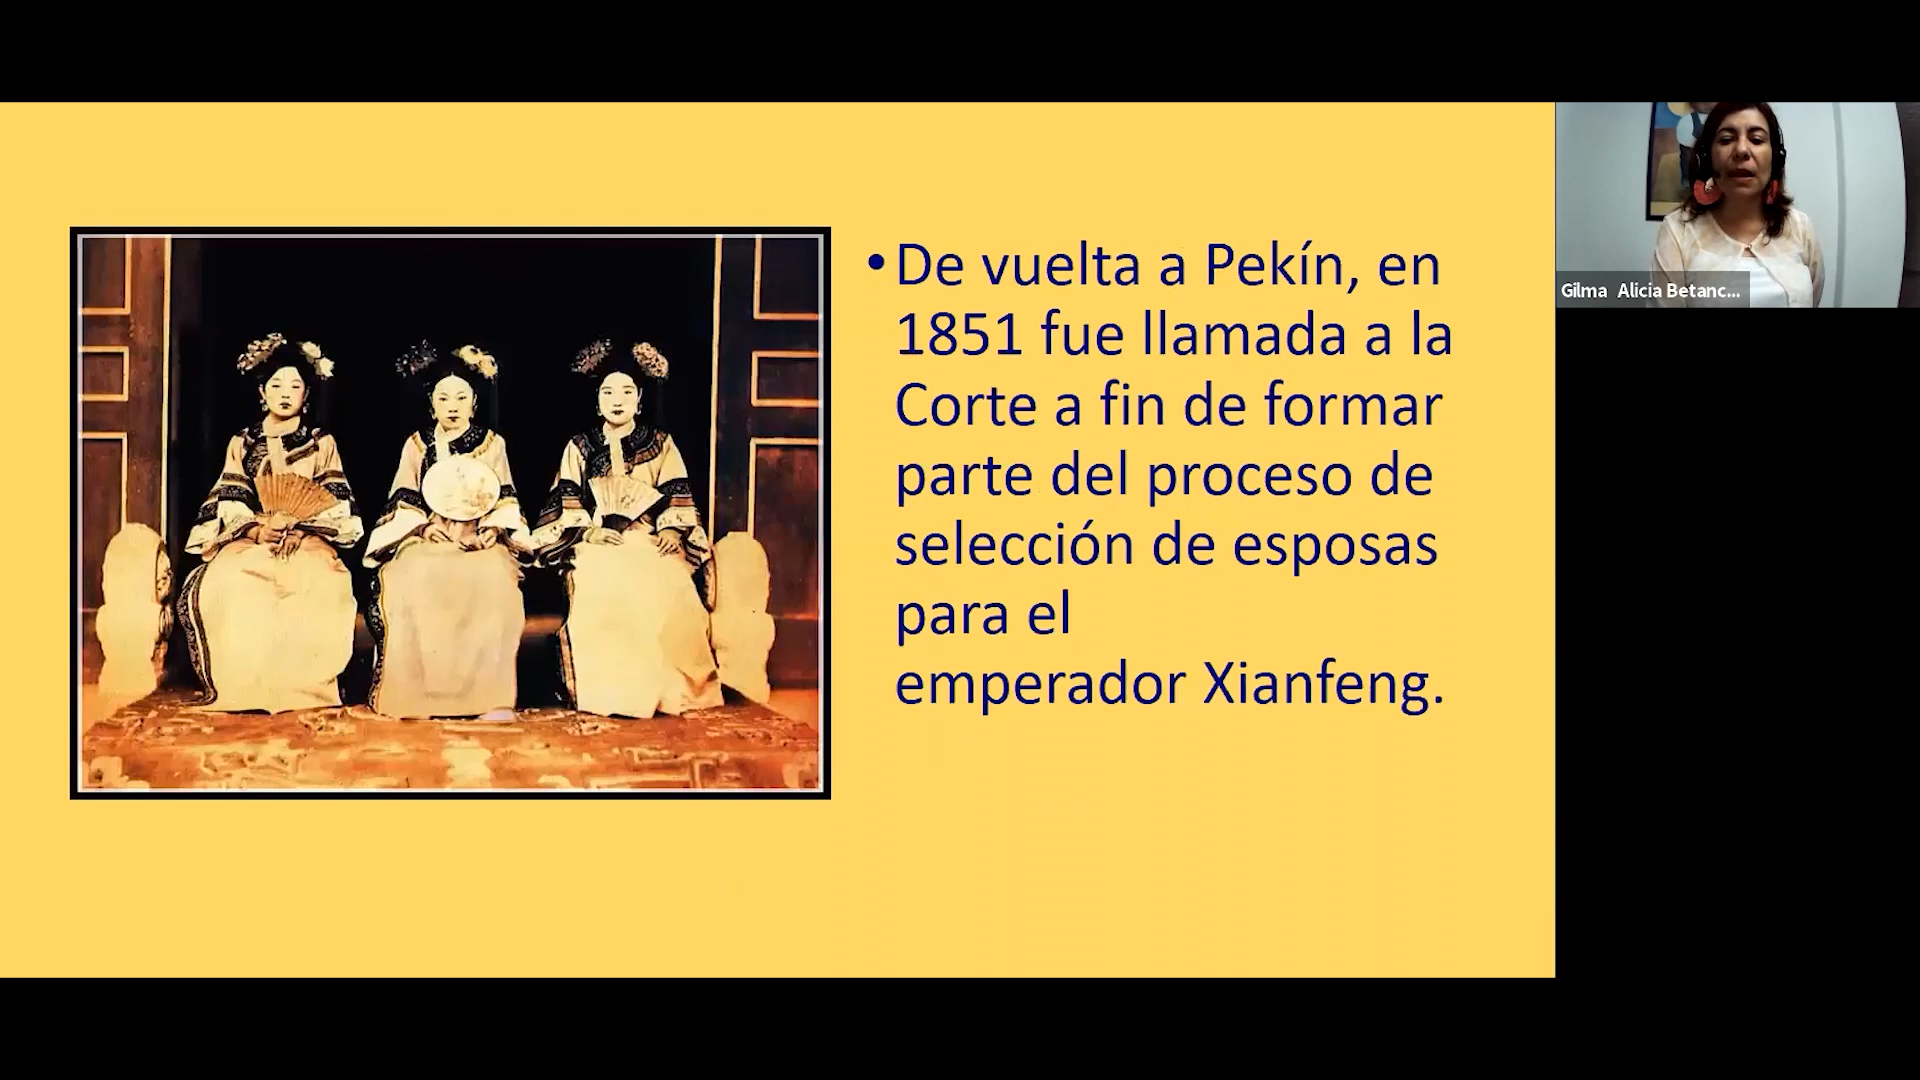 • De vuelta a Pekín, en
1851 fue llamada a la
Corte a fin de formar
parte del proceso de
selección de esposas
para el
emperador Xianfeng.
Gilma Alicia Betanc...